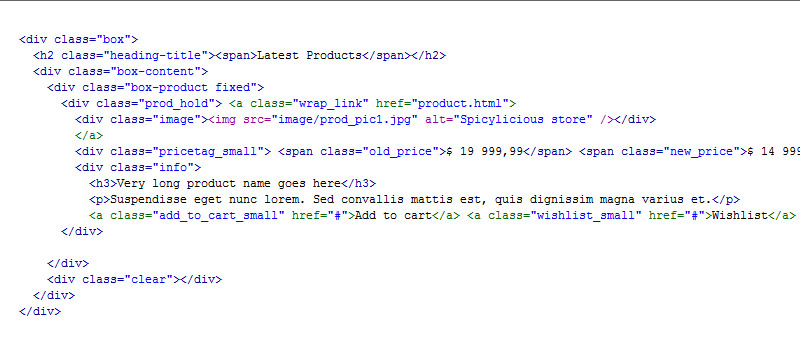 <div class="box">
<h2 class="heading-title"><span>Latest Products</span></h2>
<div class="box-content">
<div class="box-product fixed">
<div class="prod_hold"> <a class="wrap_link" href="product.html">
<div class="image"><img src="image/prod_pic1.jpg" alt="Spicylicious store" /></div>
</a>
<div class="pricetag_small"> <span class="old_price">$ 19 999,99</span> <span class="new_price">$ 14 999
<div class="info">
<h3>Very long product name goes here</h3>
<p>Suspendisse eget nunc lorem. Sed convallis mattis est, quis dignissim magna varius et.</p>
<a class="add_to_cart_small" href="#">Add to cart</a> <a class="wishlist_small" href="#">Wishlist</a>
</div>
</div>
<div class="clear"></div>
</div>
</div>